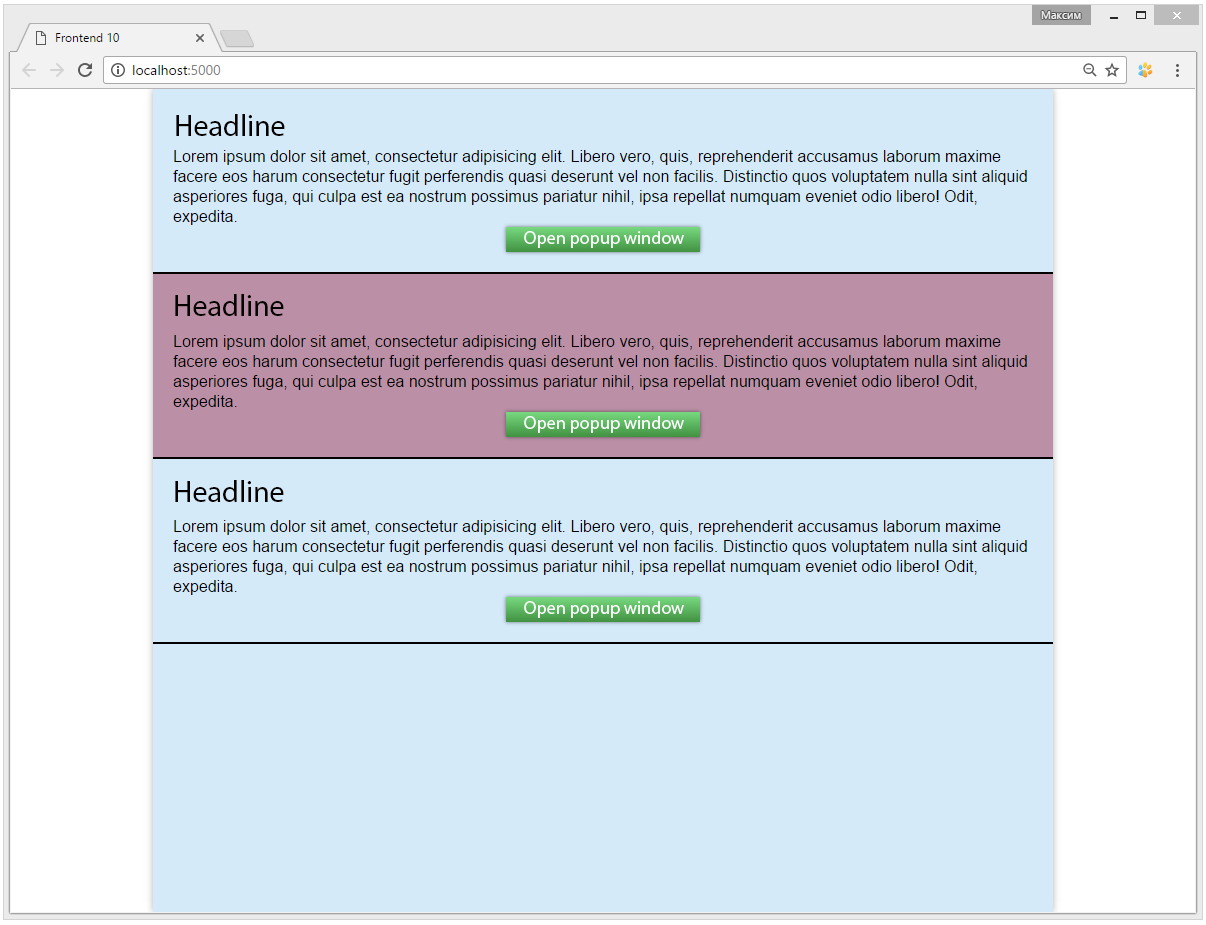 Максим
Frontend 10
localhost:5000
Headline
Lorem ipsum dolor sit amet, consectetur adipisicing elit. Libero vero, quis, reprehenderit accusamus laborum maxime
facere eos harum consectetur fugit perferendis quasi deserunt vel non facilis. Distinctio quos voluptatem nulla sint aliquid
asperiores fuga, qui culpa est ea nostrum possimus pariatur nihil, ipsa repellat numquam eveniet odio libero! Odit,
expedita.
Open popup window
Headline
Lorem ipsum dolor sit amet, consectetur adipisicing elit. Libero vero, quis, reprehenderit accusamus laborum maxime
facere eos harum consectetur fugit perferendis quasi deserunt vel non facilis. Distinctio quos voluptatem nulla sint aliquid
asperiores fuga, qui culpa est ea nostrum possimus pariatur nihil, ipsa repellat numquam eveniet odio libero! Odit,
expedita.
Open popup window
Headline
Lorem ipsum dolor sit amet, consectetur adipisicing elit. Libero vero, quis, reprehenderit accusamus laborum maxime
facere eos harum consectetur fugit perferendis quasi deserunt vel non facilis. Distinctio quos voluptatem nulla sint aliquid
asperiores fuga, qui culpa est ea nostrum possimus pariatur nihil, ipsa repellat numquam eveniet odio libero! Odit,
expedita.
Open popup window